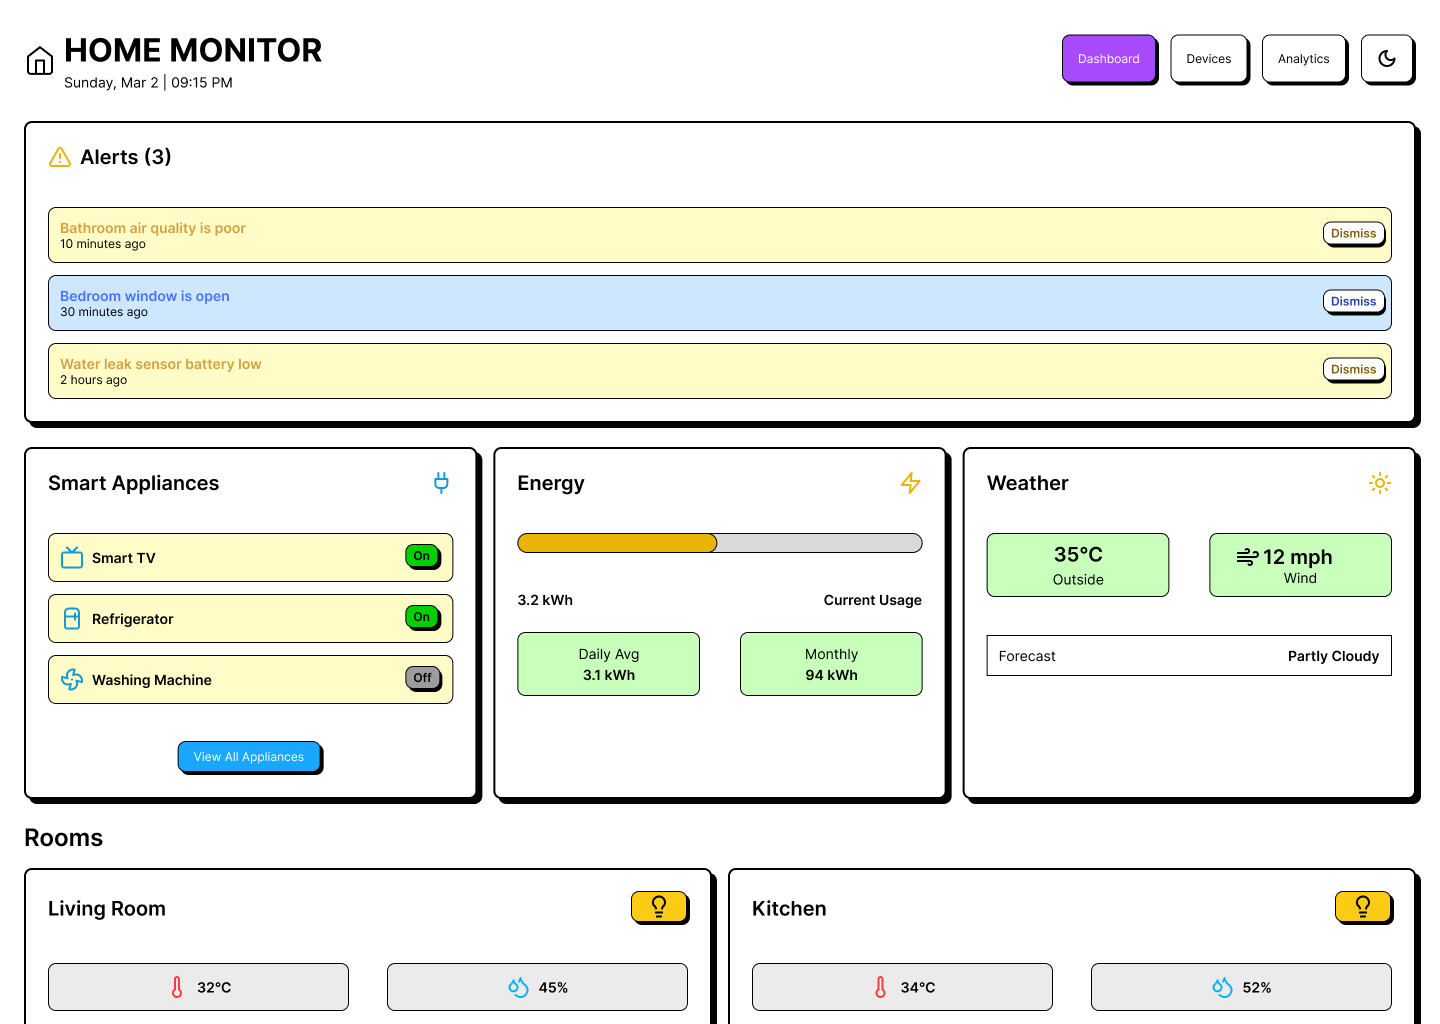 HOME MONITOR
Sunday, Mar 2 | 09:15 PM
Dashboard
Devices
Analytics
Alerts (3)
Bathroom air quality is poor
10 minutes ago
Dismiss
Bedroom window is open
30 minutes ago
Dismiss
Water leak sensor battery low
2 hours ago
Dismiss
Smart Appliances
Smart TV
On
Refrigerator
On
Washing Machine
Off
View All Appliances
Energy
3.2 kWh
Current Usage
Daily Avg
3.1 kWh
Monthly
94 kWh
Weather
35°C
Outside
12 mph
Wind
Forecast
Partly Cloudy
Rooms
Living Room
32°C
45%
Kitchen
34°C
52%